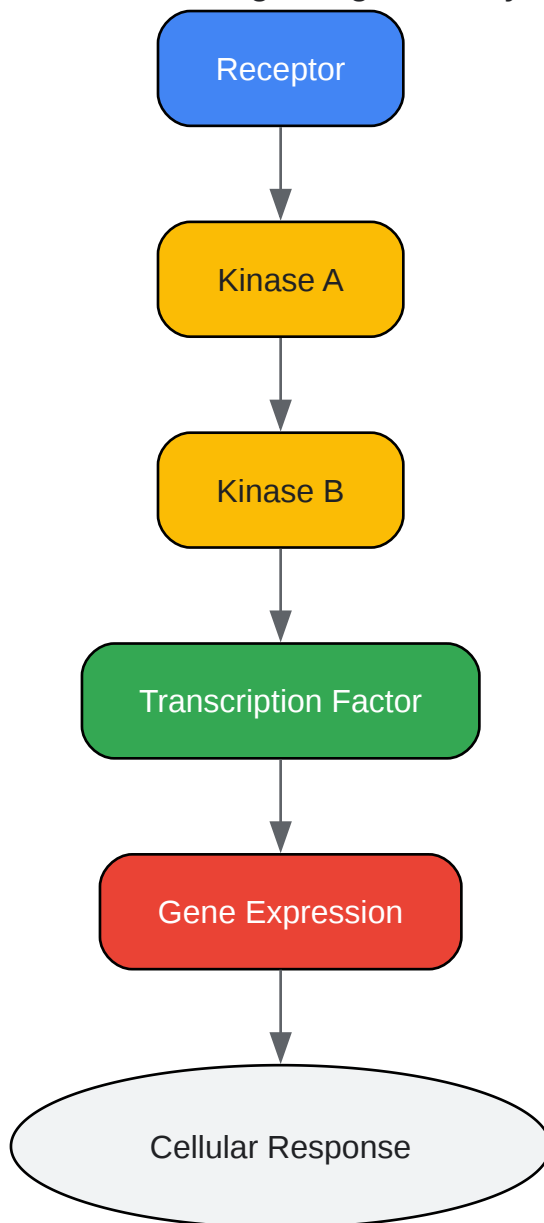 Receptor
Kinase A
Kinase B
Transcription Factor
Gene Expression
Cellular Response